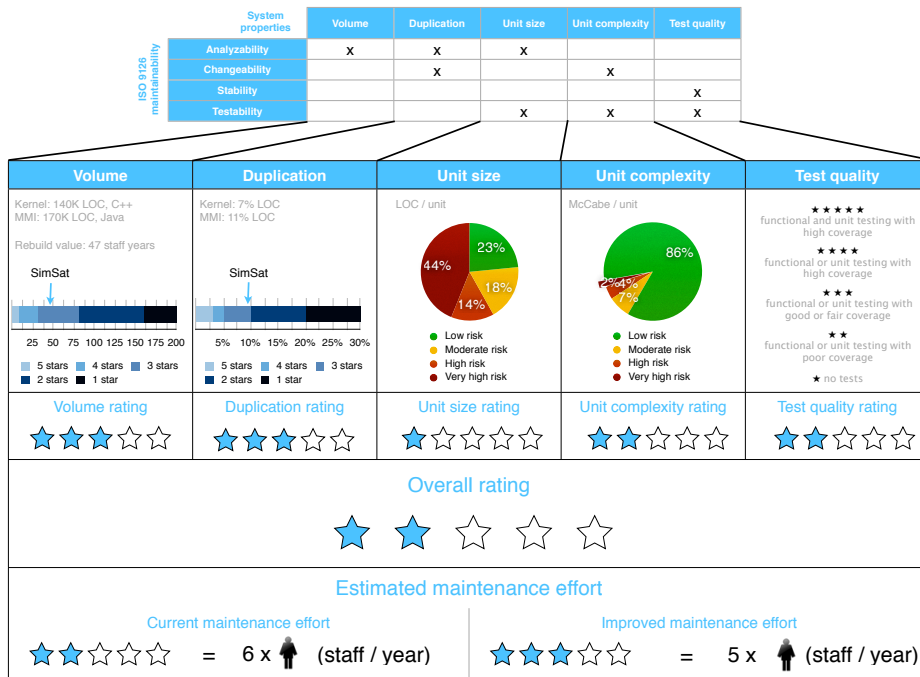 System properties
Volume
Duplication
Unit size
Unit complexity
Test quality
ISO 9126
maintainability
Analyzability x x x
Changeability x x
Stability x
Testability x x x
Volume
Kernel: 140K LOC, C++
MMI: 170K LOC, Java
Rebuild value: 47 staff years
SimSat
25 50 75 100 125 150 175 200
5 stars 4 stars 3 stars
2 stars 1 star
Duplication
Kernel: 7% LOC
MMI: 11% LOC
SimSat
5% 10% 15% 20% 25% 30%
5 stars 4 stars 3 stars
2 stars 1 star
Unit size
LOC / unit
23%
44%
18%
14%
Low risk
Moderate risk
High risk
Very high risk
Unit complexity
McCabe / unit
86%
2%
4%
7%
Low risk
Moderate risk
High risk
Very high risk
Test quality
★★★★★
functional and unit testing with
high coverage
★★★★
functional or unit testing with
high coverage
★★★
functional or unit testing with
good or fair coverage
★★
functional or unit testing with
poor coverage
★ no tests
Volume rating
Duplication rating
Unit size rating
Unit complexity rating
Test quality rating
Overall rating
Estimated maintenance effort
Current maintenance effort
= 6 x (staff / year)
Improved maintenance effort
= 5 x (staff / year)